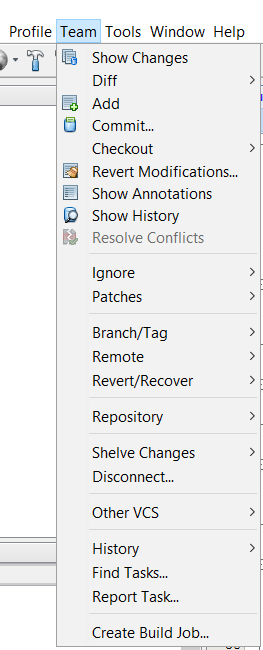 Profile Team Tools Window Help
Show Changes
Diff
Add
Commit...
Checkout
Revert Modifications...
Show Annotations
Show History
Resolve Conflicts
Ignore
Patches
Branch/Tag
Remote
Revert/Recover
Repository
Shelve Changes
Disconnect...
Other VCS
History
Find Tasks...
Report Task...
Create Build Job...